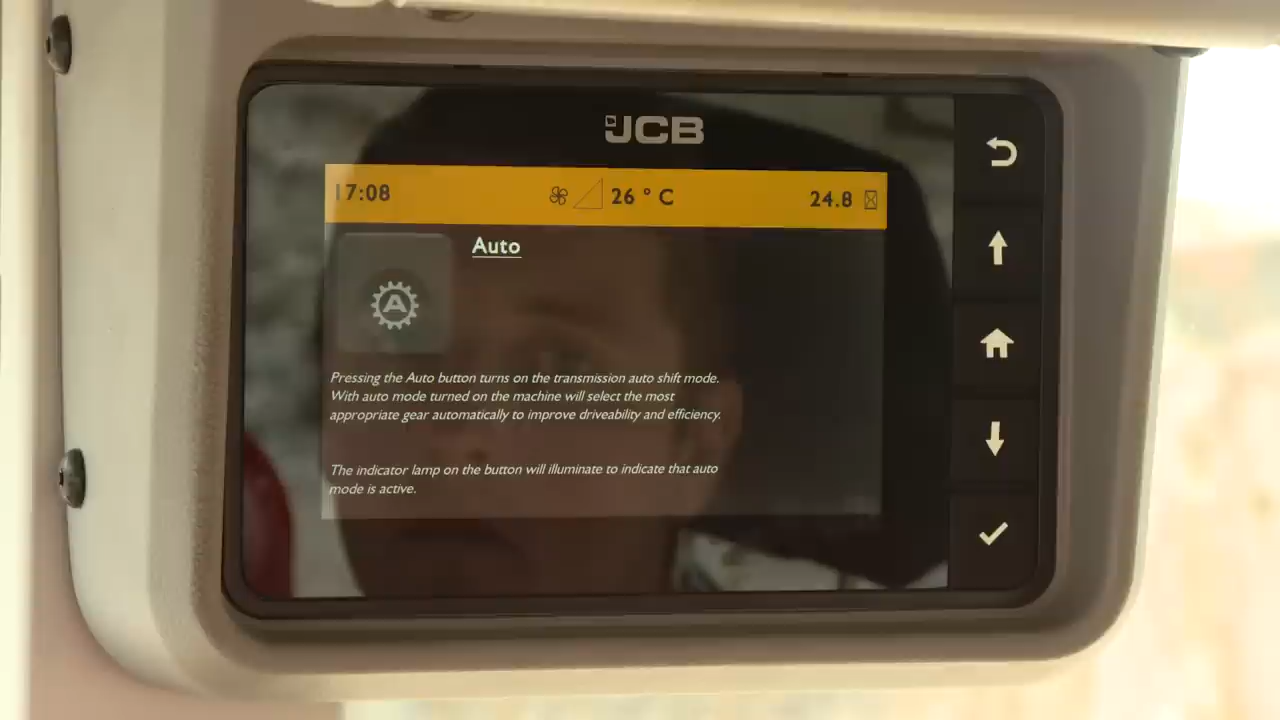 JCB
17:08 26 ° C 24.8
Auto
A
Pressing the Auto button turns on the transmission auto shift mode.
With auto mode turned on the machine will select the most
appropriate gear automatically to improve driveability and efficiency.
The indicator lamp on the button will illuminate to indicate that auto
mode is active.